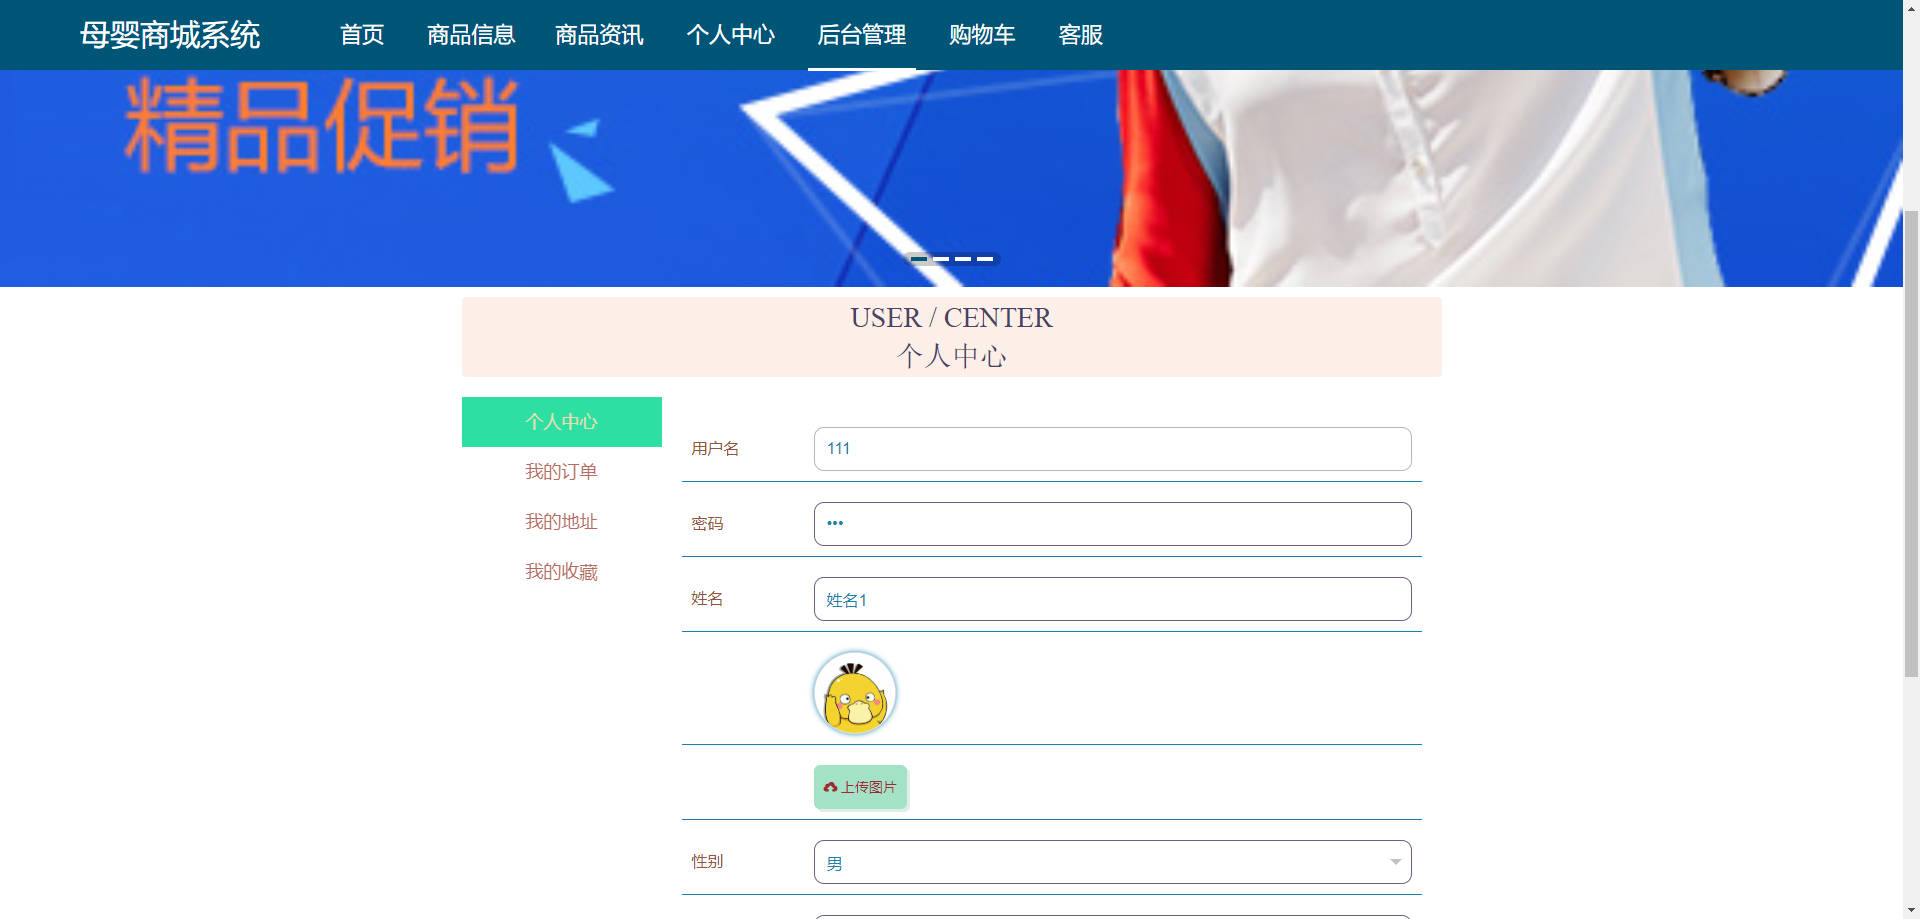 母婴商城系统 首页 商品信息 商品资讯 个人中心 后台管理 购物车 客服
精品促销
USER / CENTER
个人中心
个人中心
我的订单
我的地址
我的收藏
用户名 111
密码 •••
姓名 姓名1
上传图片
性别 男